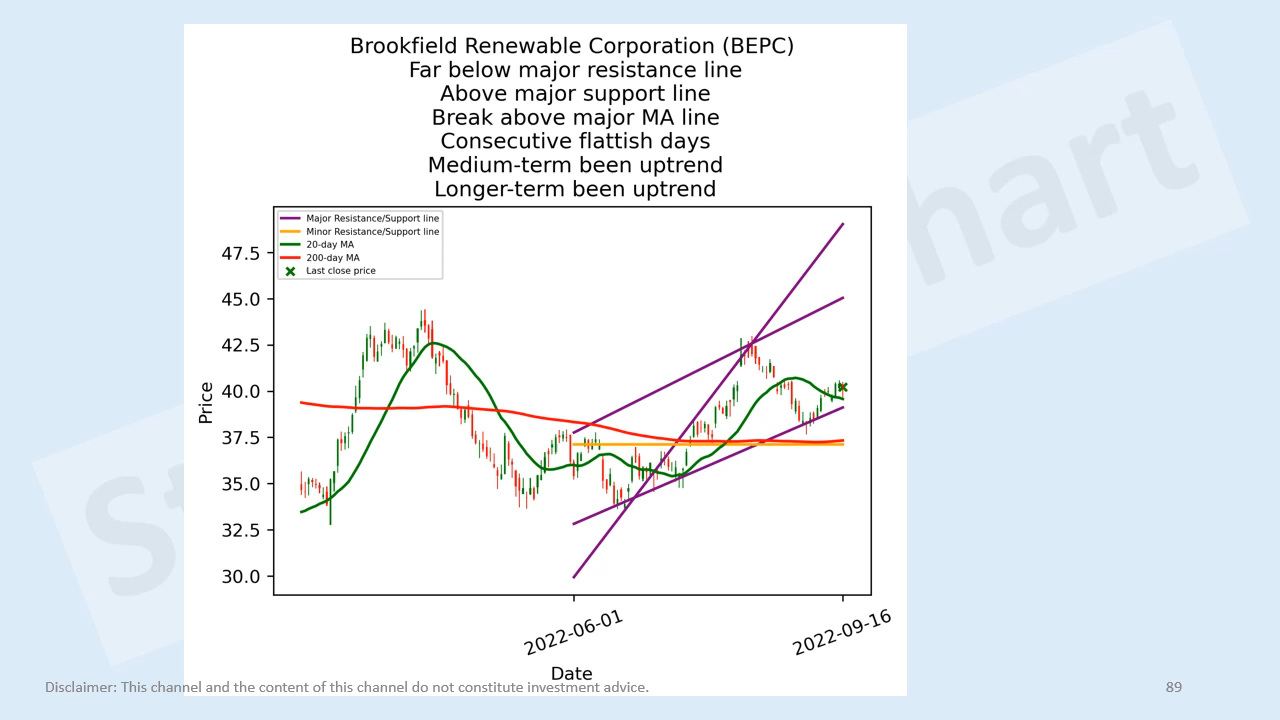 Brookfield Renewable Corporation (BEPC)
Far below major resistance line
Above major support line
Break above major MA line
Consecutive flattish days
Medium-term been uptrend
Longer-term been uptrend
Major Resistance/Support line
Minor Resistance/Support line
20-day MA
200-day MA
Last close price
47.5
45.0
42.5
40.0
37.5
35.0
32.5
30.0
Price
2022-06-01
2022-09-16
Date
Disclaimer: This channel and the content of this channel do not constitute investment advice.
89